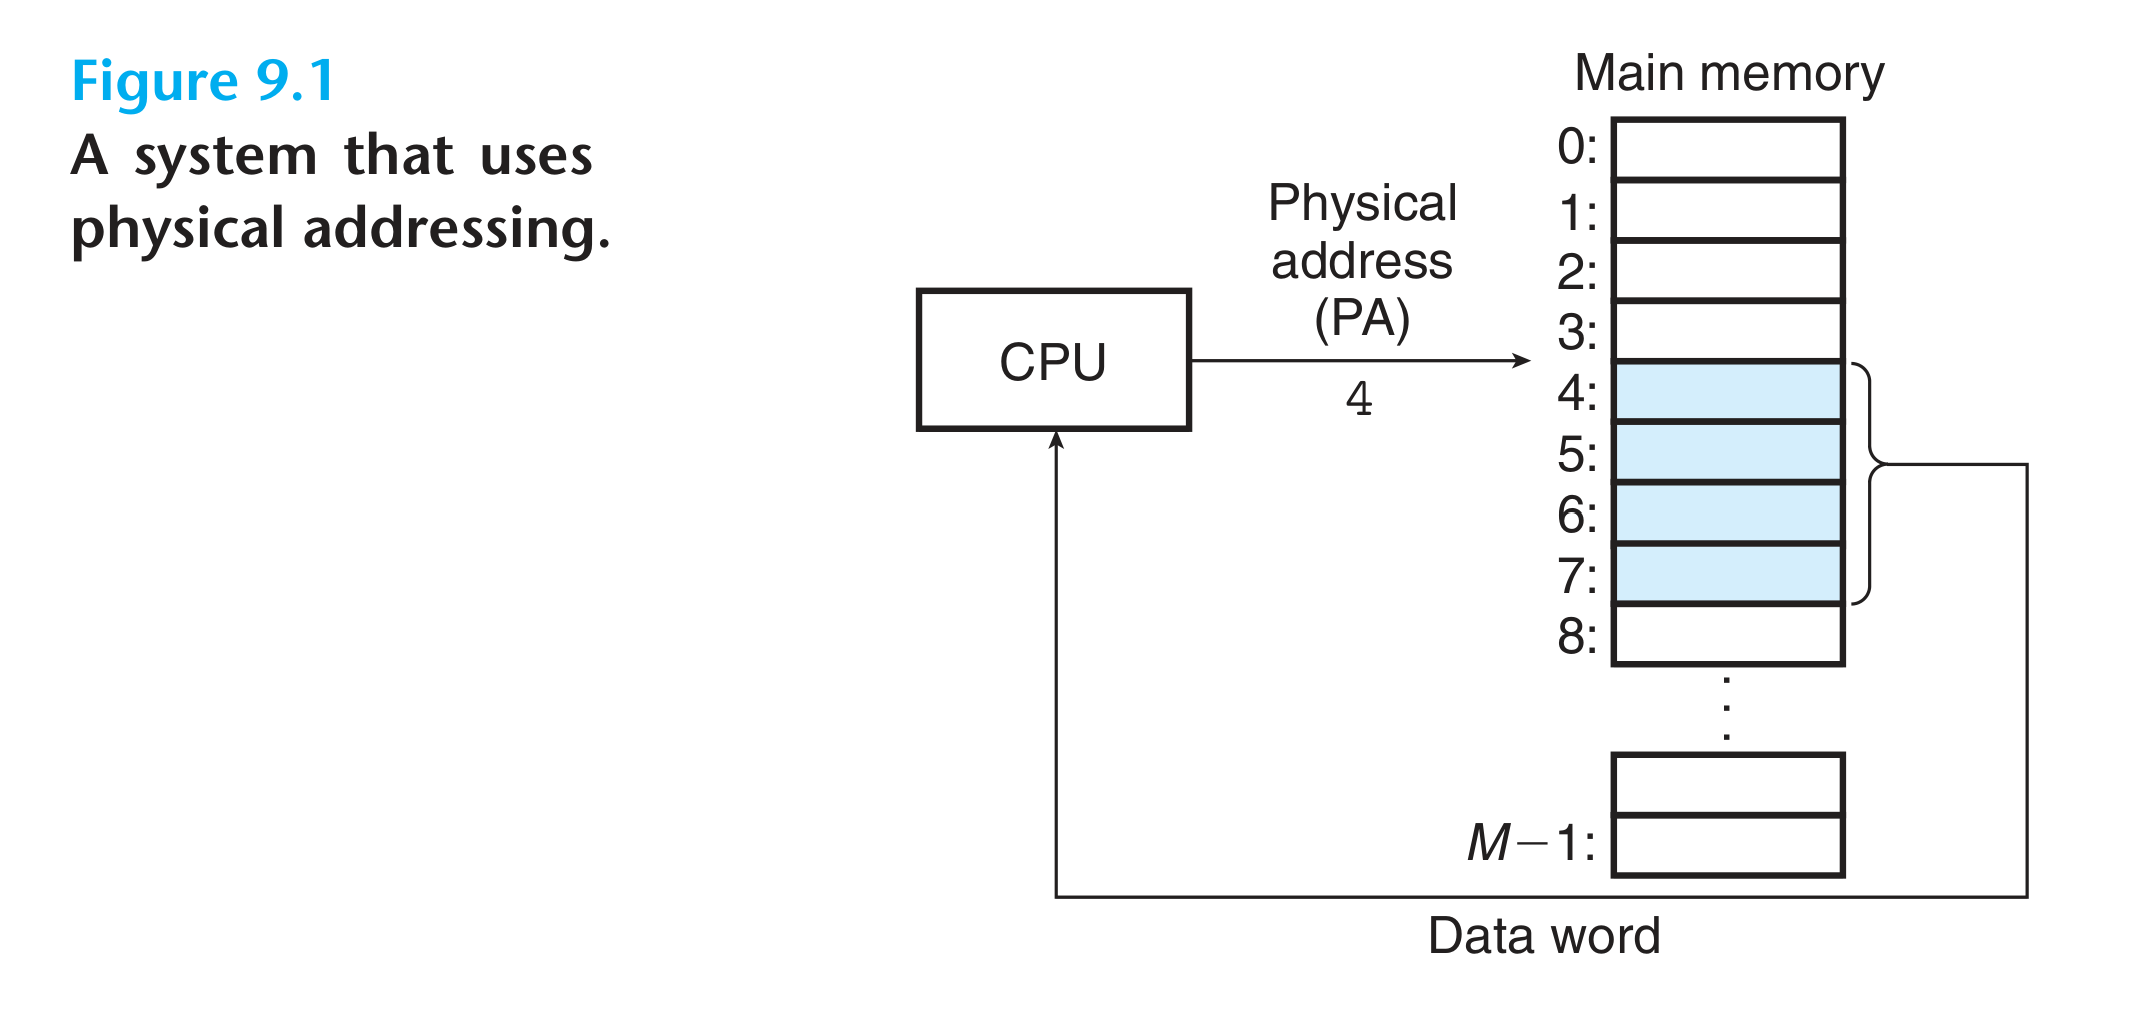 Figure 9.1
A system that uses
physical addressing.
Main memory
0:
1:
2:
3:
4:
5:
6:
7:
8:
M−1:
Physical
address
(PA)
4
CPU
Data word